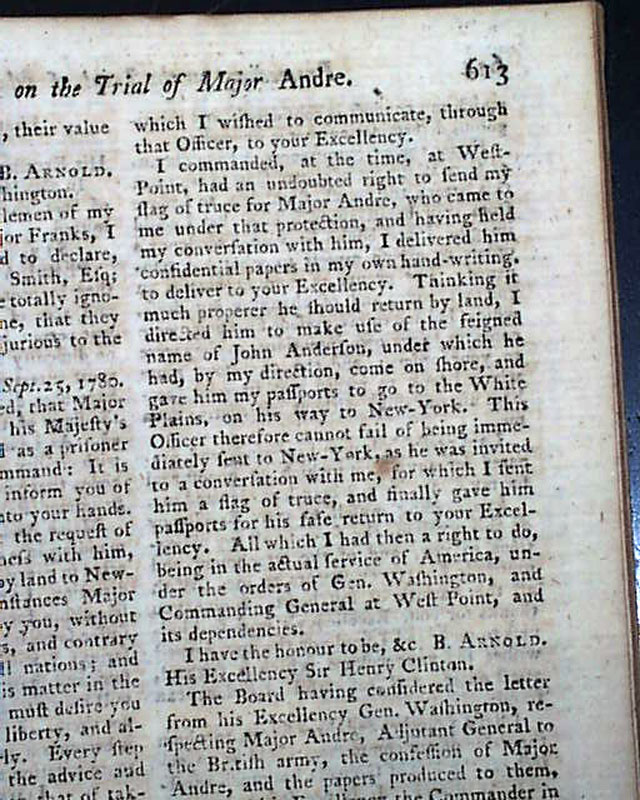 on the Trial of Major Andre. 613
, their value
B. ARNOLD.
hington.
lemen of my
jor Franks, I
d to declare,
Smith, Esq;
e totally igno-
ne, that they
jurious to the
Sept. 25, 1780.
ed, that Major
his Majeſty's
as a priſoner
mmand: It is
inform you of
nto your hands.
the requeſt of
neſs with him,
by land to New-
nſtances Major
y you, without
s, and contrary
nations; and
is matter in the
muſt deſire you
liberty, and al-
ly. Every ſtep
the advice and
that of tak-
which I wiſhed to communicate, through
that Officer, to your Excellency.
I commanded, at the time, at Weſt-
Point, had an undoubted right to ſend my
flag of truce for Major Andre, who came to
me under that protection, and having held
my converſation with him, I delivered him
confidential papers in my own hand-writing,
to deliver to your Excellency. Thinking it
much properer he ſhould return by land, I
directed him to make uſe of the feigned
name of John Anderſon, under which he
had, by my direction, come on ſhore, and
gave him my paſſports to go to the White
Plains, on his way to New-York. This
Officer therefore cannot fail of being imme-
diately ſent to New-York, as he was invited
to a converſation with me, for which I ſent
him a flag of truce, and finally gave him
paſſports for his ſafe return to your Excel-
lency. All which I had then a right to do,
being in the actual ſervice of America, un-
der the orders of Gen. Waſhington, and
Commanding General at Weſt Point, and
its dependencies.
I have the honour to be, &c. B. ARNOLD.
His Excellency Sir Henry Clinton.
The Board having conſidered the letter
from his Excellency Gen. Waſhington, re-
ſpecting Major Andre, Adjutant General to
the Britiſh army, the confeſſion of Major
Andre, and the papers produced to them,
Excellency the Commander in